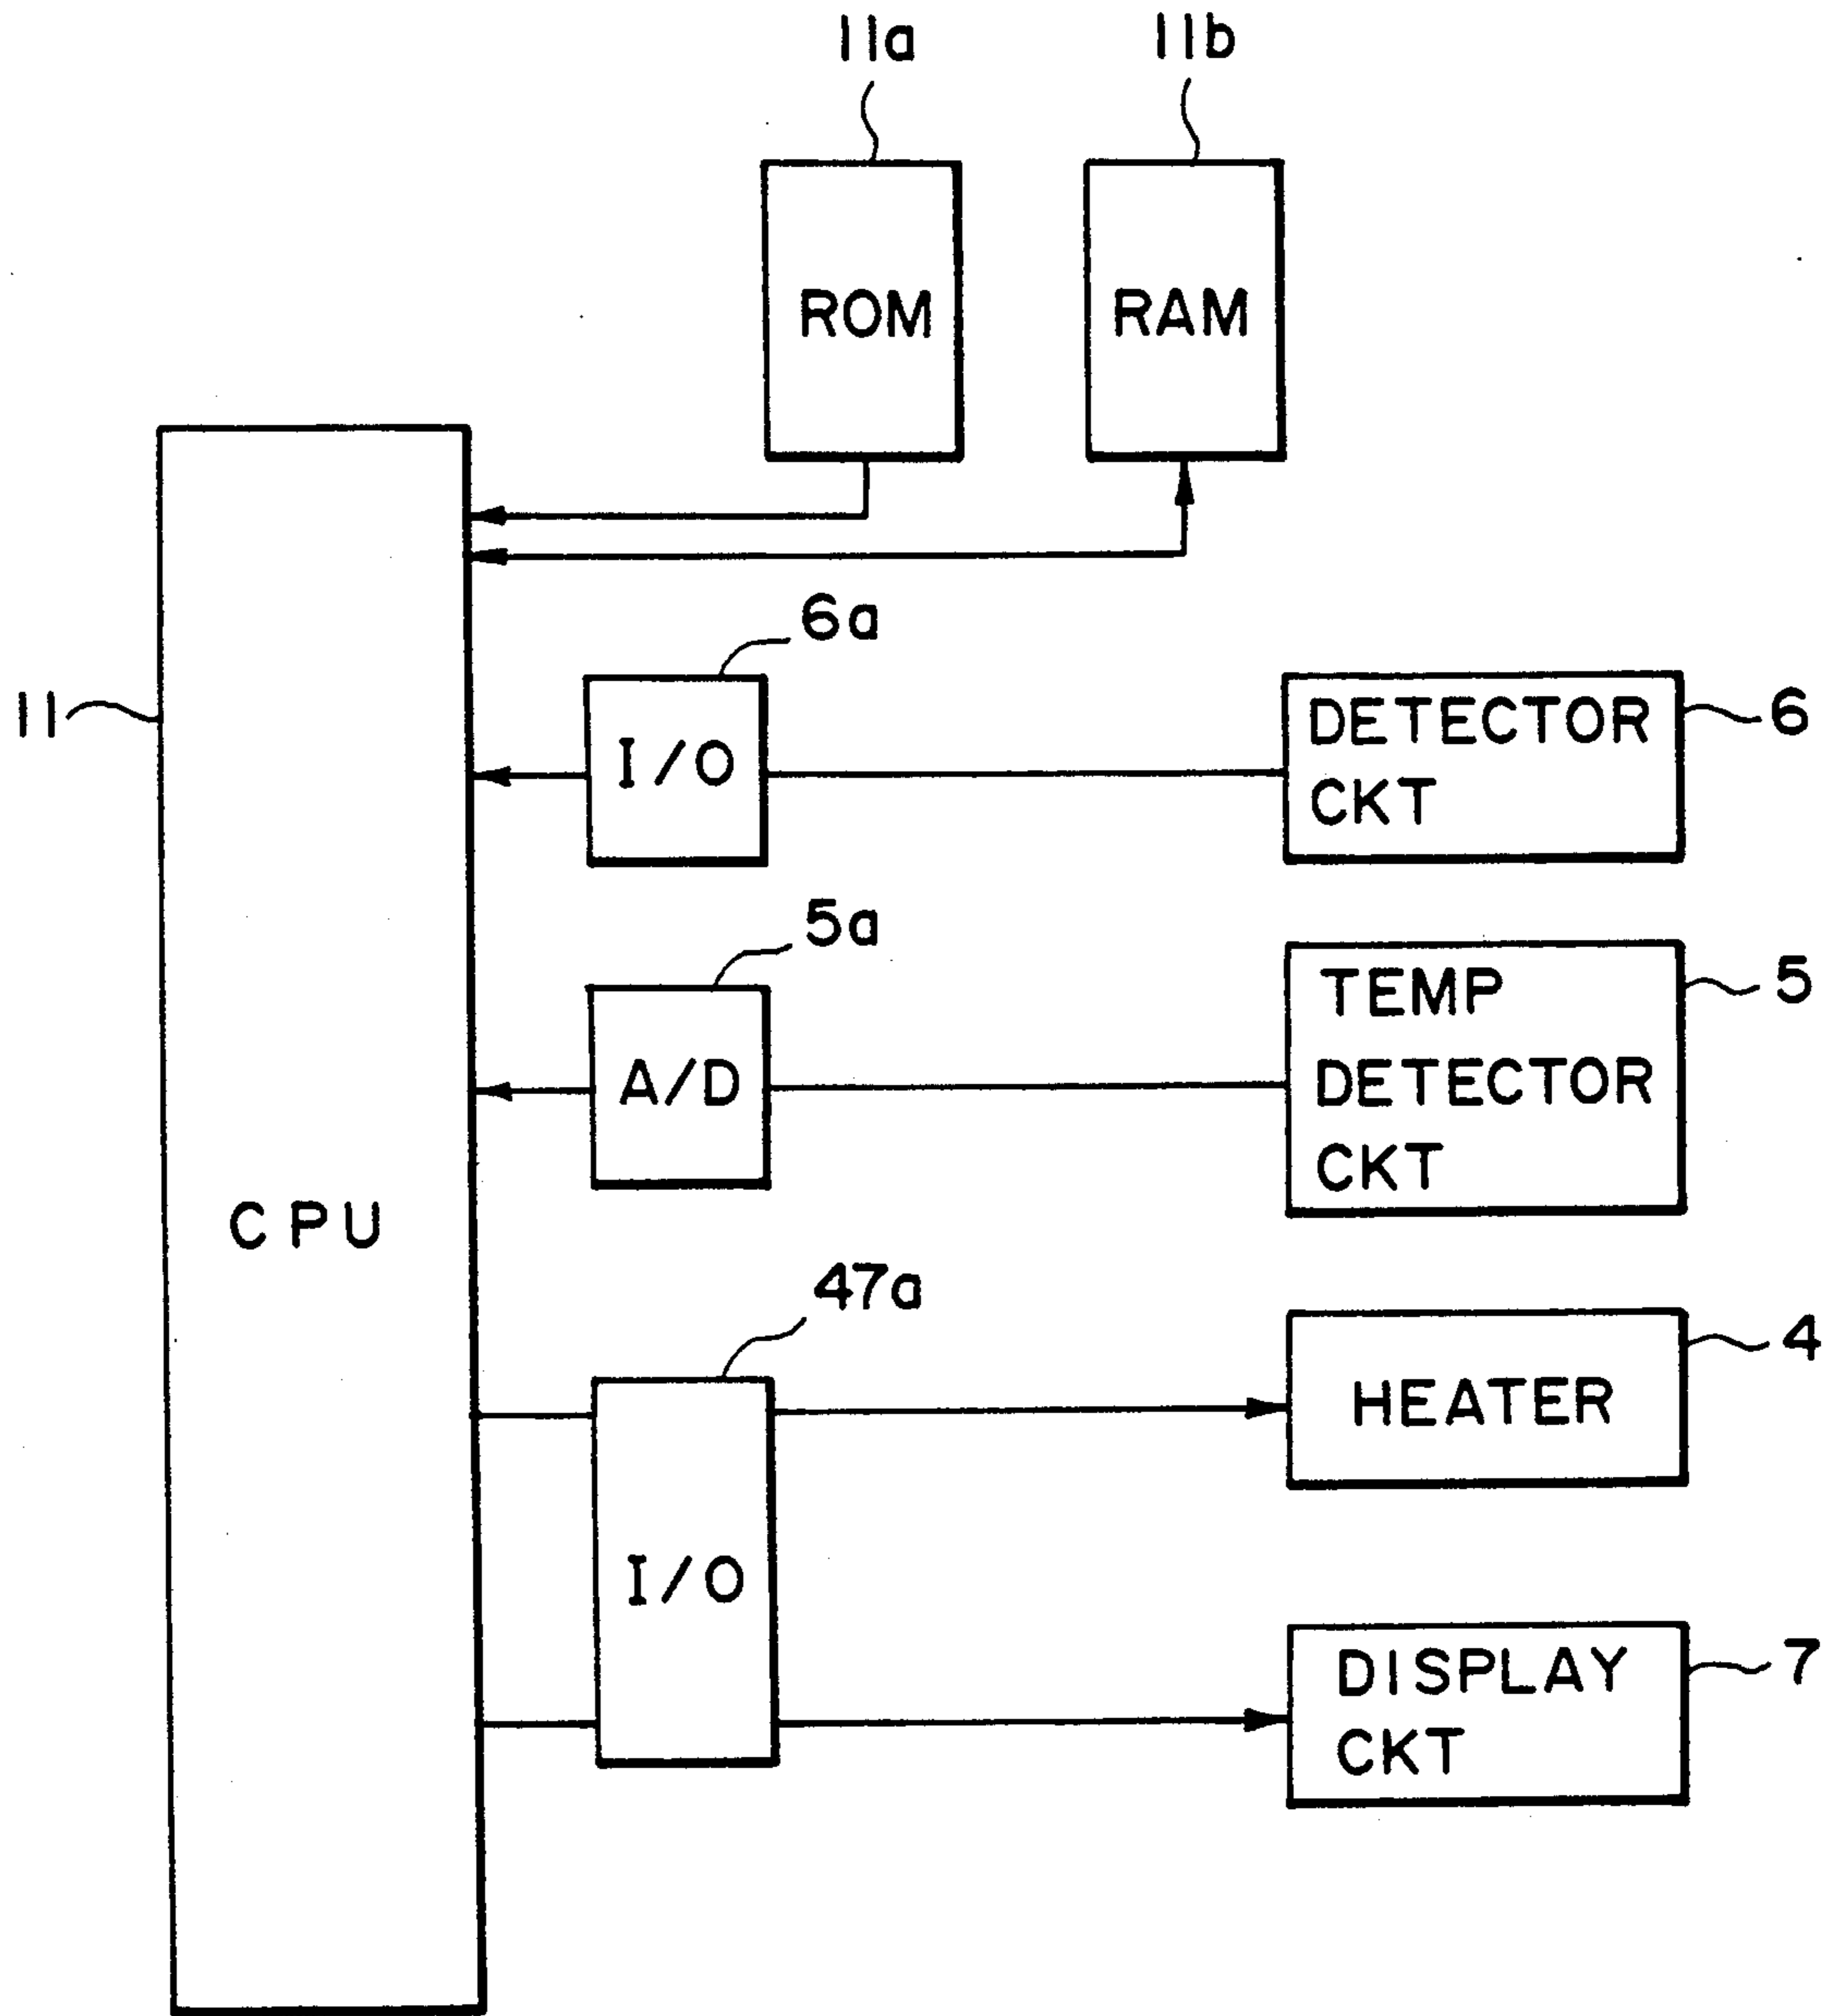 11a
11b
ROM
RAM
6a
11
I/O
DETECTOR
CKT
6
5a
A/D
TEMP
DETECTOR
CKT
5
CPU
47a
HEATER
4
I/O
DISPLAY
CKT
7